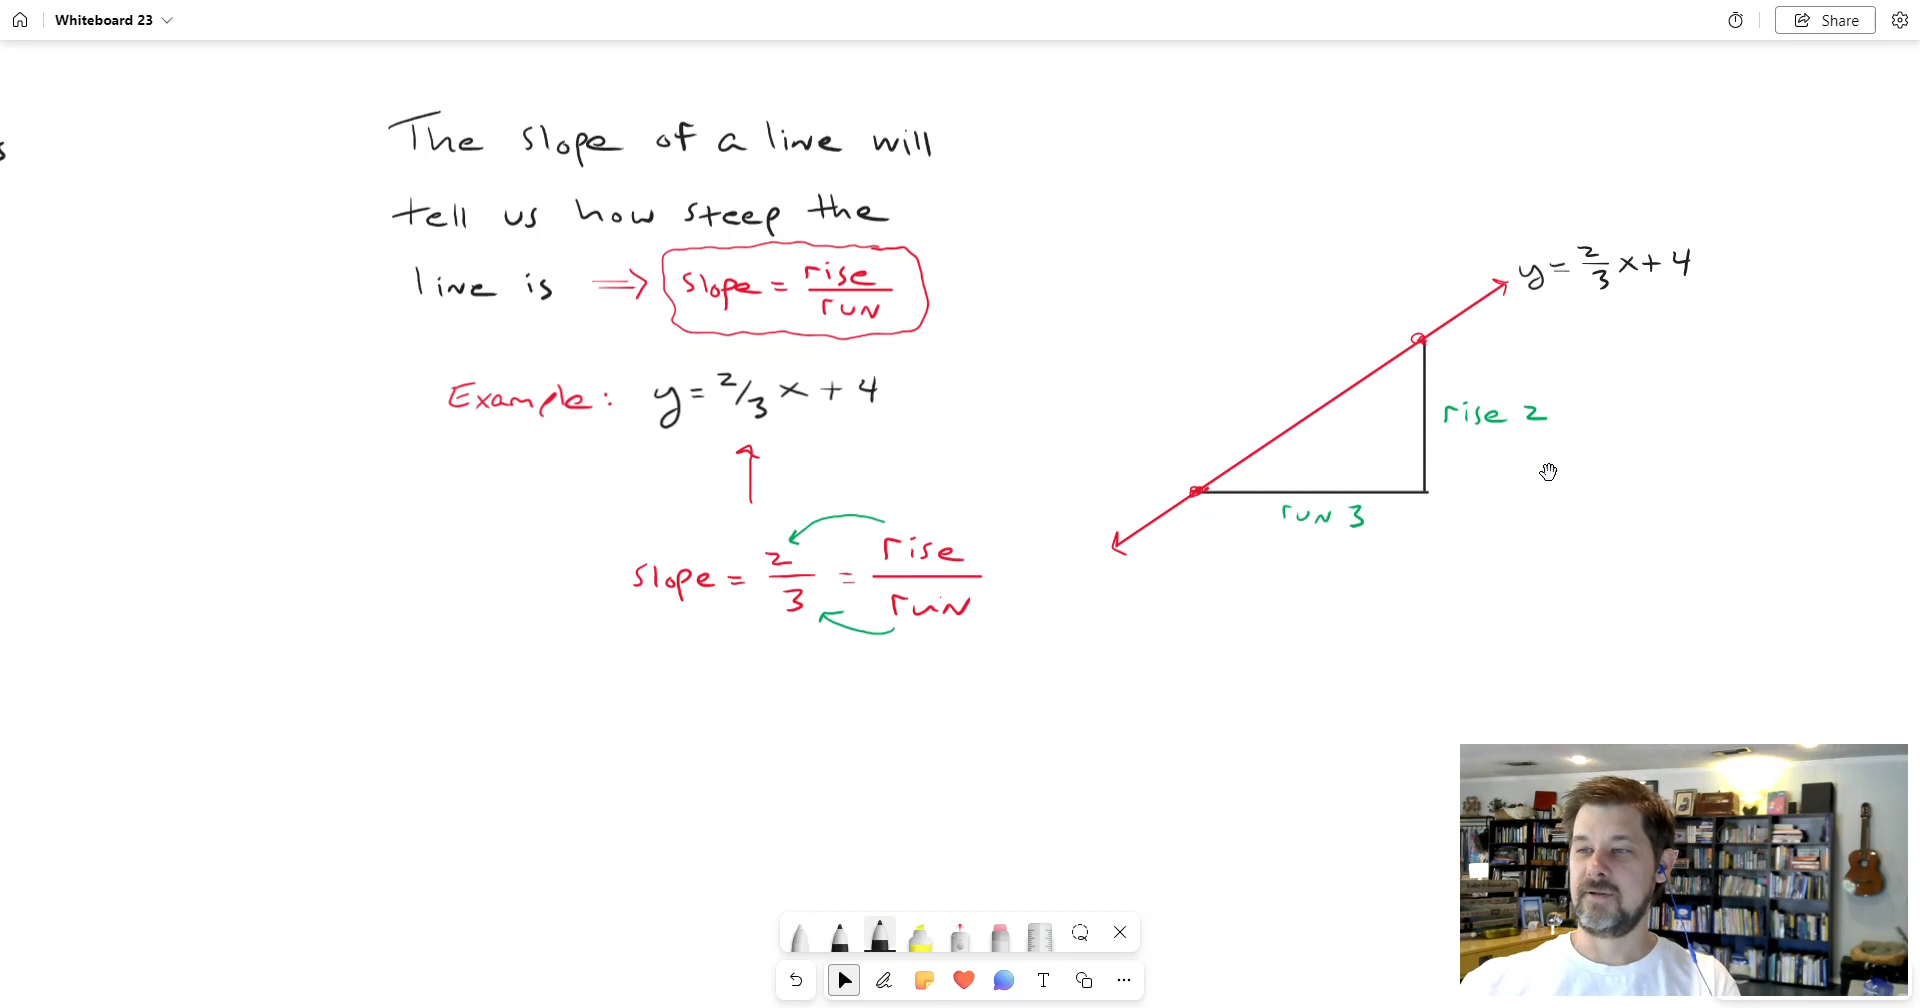 Whiteboard 23
Share
The slope of a line will
tell us how steep the
line is ⇒ slope = rise/run
Example: y = 2/3 x + 4
slope = 2/3 = rise/run
y = 2/3 x + 4
rise 2
run 3
T